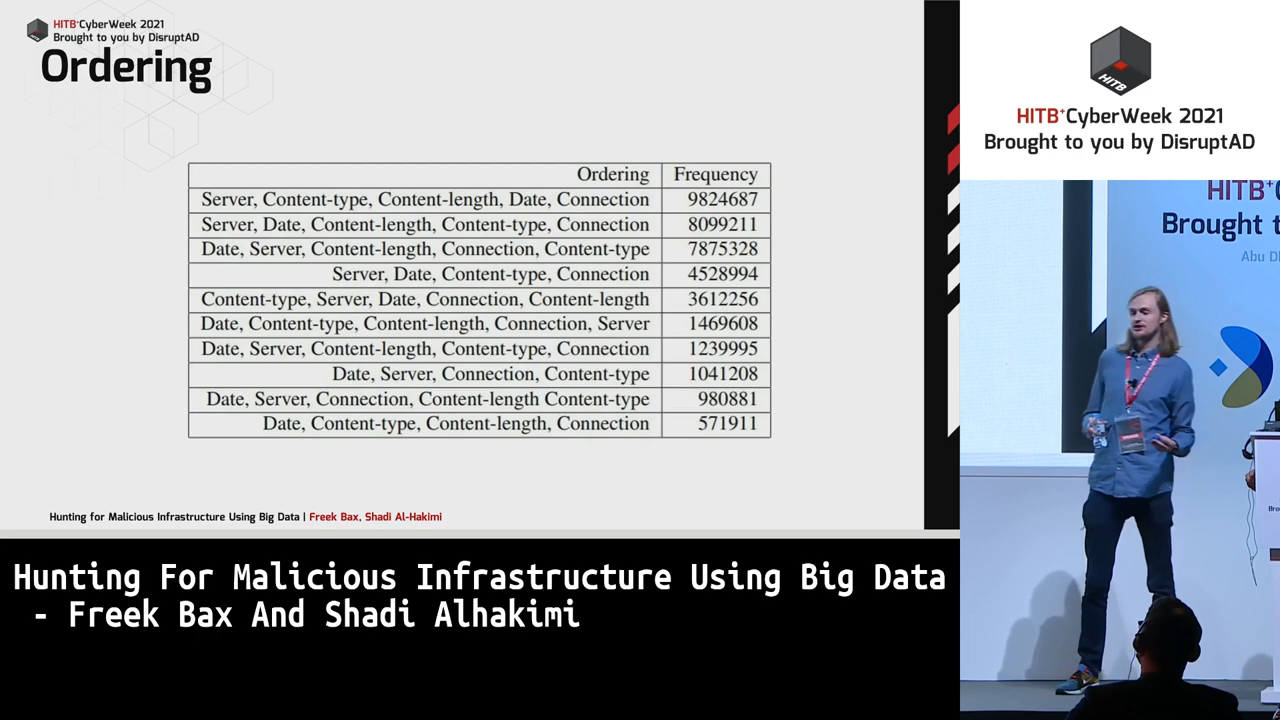 HITB+CyberWeek 2021
Brought to you by DisruptAD
Ordering
Ordering Frequency
Server, Content-type, Content-length, Date, Connection 9824687
Server, Date, Content-length, Content-type, Connection 8099211
Date, Server, Content-length, Connection, Content-type 7875328
Server, Date, Content-type, Connection 4528994
Content-type, Server, Date, Connection, Content-length 3612256
Date, Content-type, Content-length, Connection, Server 1469608
Date, Server, Content-length, Content-type, Connection 1239995
Date, Server, Connection, Content-type 1041208
Date, Server, Connection, Content-length Content-type 980881
Date, Content-type, Content-length, Connection 571911
Hunting for Malicious Infrastructure Using Big Data | Freek Bax, Shadi Al-Hakimi
Hunting For Malicious Infrastructure Using Big Data
- Freek Bax And Shadi Alhakimi
HITB
HITB+CyberWeek 2021
Brought to you by DisruptAD
HITB+
Brought t
Abu D